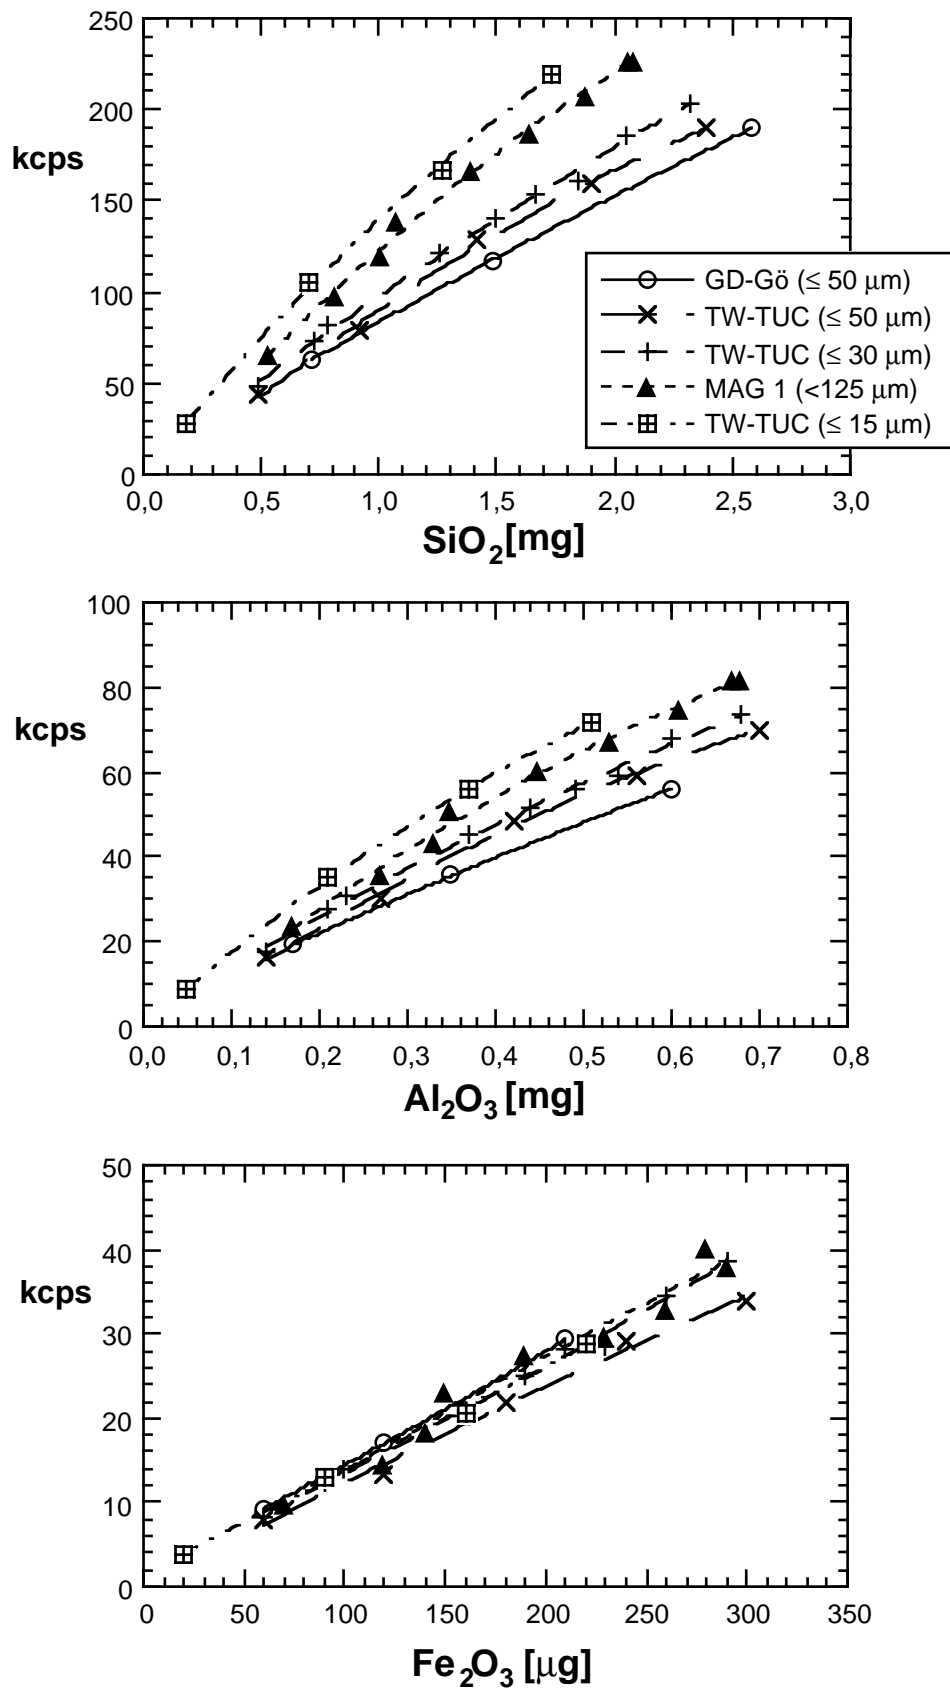 250
200
kcps
150
100
50
0
0,0 0,5 1,0 1,5 2,0 2,5 3,0
SiO₂[mg]
GD-Gö (≤ 50 μm)
TW-TUC (≤ 50 μm)
TW-TUC (≤ 30 μm)
MAG 1 (<125 μm)
TW-TUC (≤ 15 μm)
100
80
kcps
60
40
20
0
0,0 0,1 0,2 0,3 0,4 0,5 0,6 0,7 0,8
Al₂O₃ [mg]
50
40
kcps
30
20
10
0
0 50 100 150 200 250 300 350
Fe₂O₃ [μg]